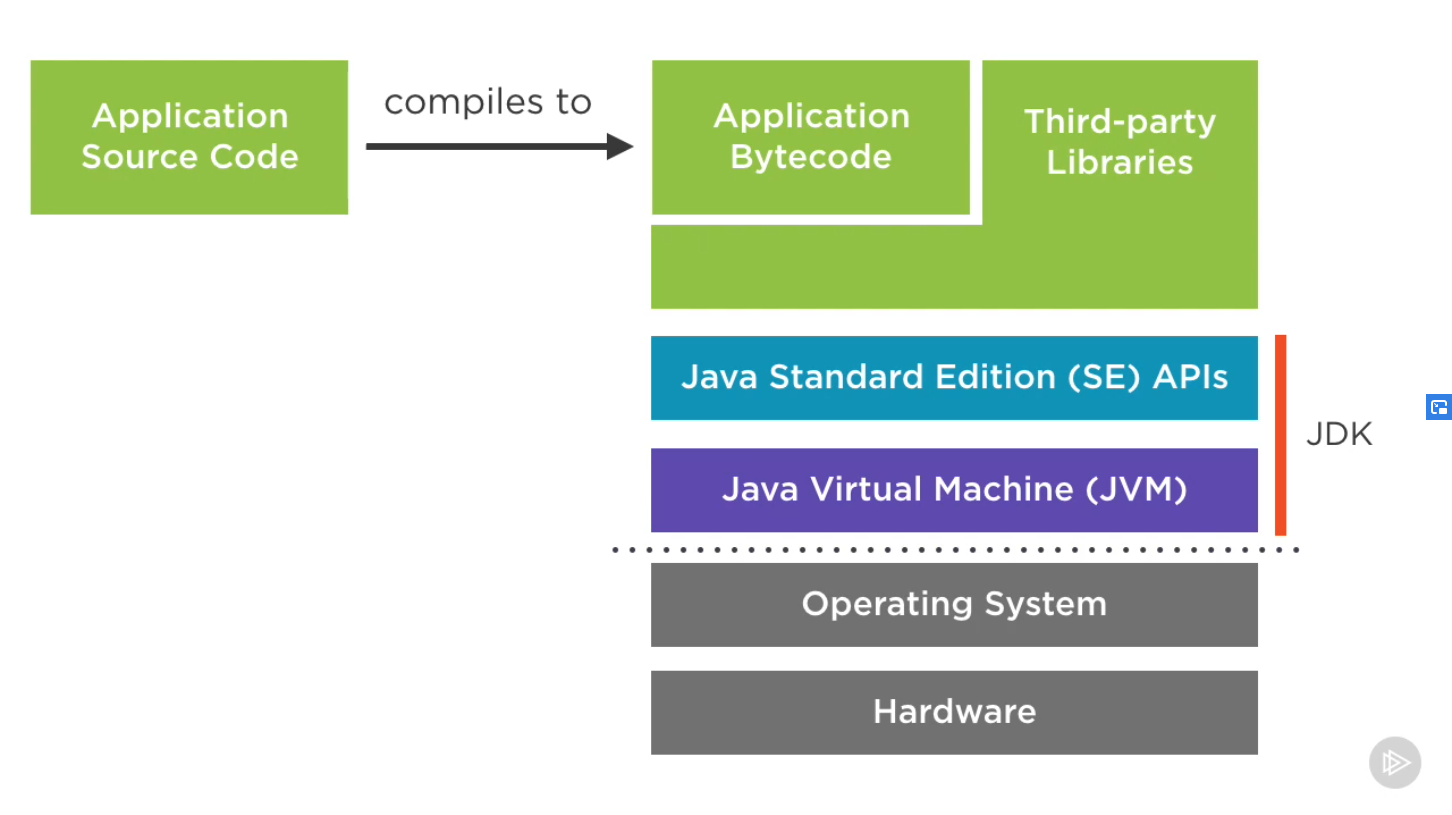 Application
Source Code
compiles to
Application
Bytecode
Third-party
Libraries
Java Standard Edition (SE) APIs
JDK
Java Virtual Machine (JVM)
Operating System
Hardware